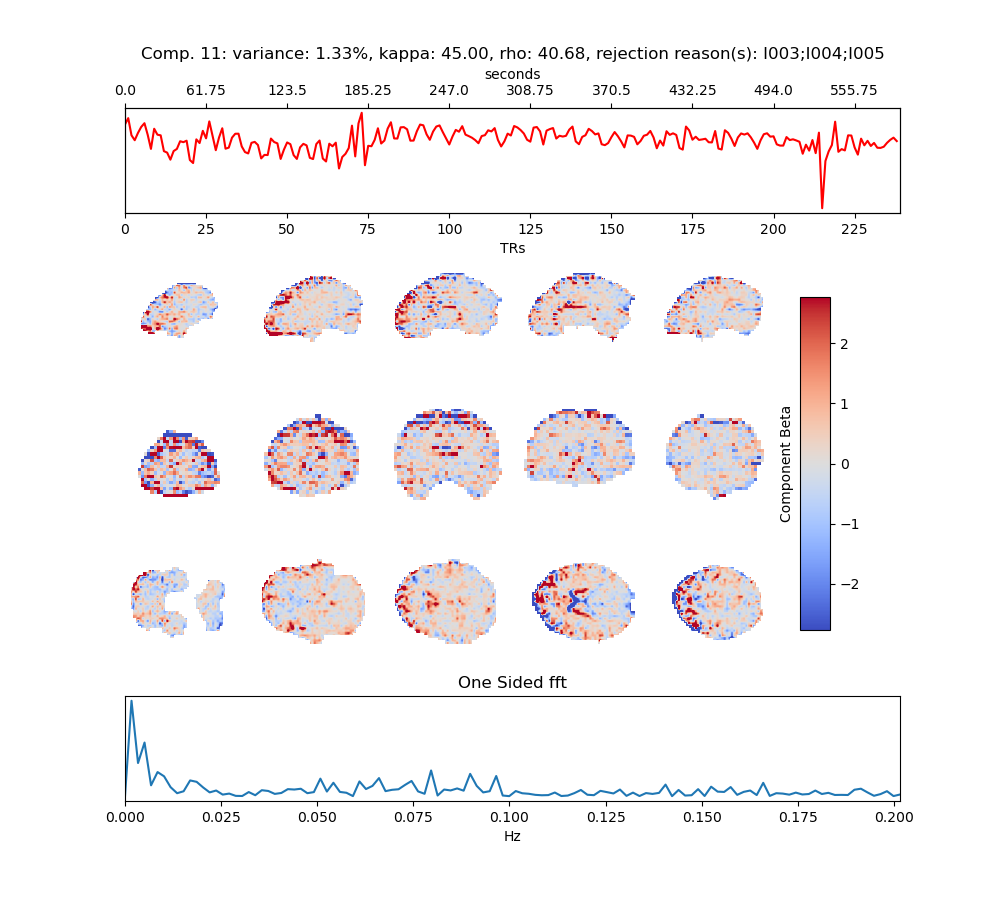 Comp. 11: variance: 1.33%, kappa: 45.00, rho: 40.68, rejection reason(s): I003;I004;I005
seconds
0.0 61.75 123.5 185.25 247.0 308.75 370.5 432.25 494.0 555.75
0 25 50 75 100 125 150 175 200 225
TRs
2
1
0
−1
−2
Component Beta
One Sided fft
0.000 0.025 0.050 0.075 0.100 0.125 0.150 0.175 0.200
Hz